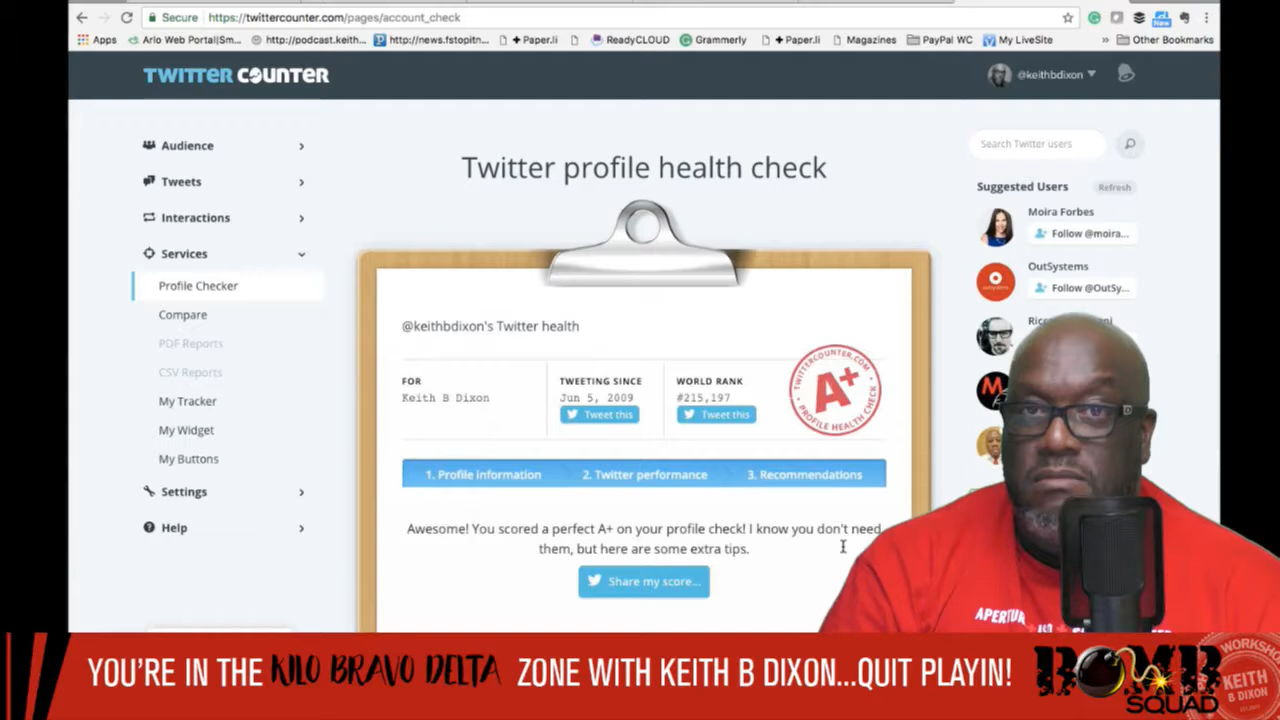 Secure https://twittercounter.com/pages/account_check
Apps Arlo Web Portal|Sm... http://podcast.keith... http://news.fstopitn... + Paper.li ReadyCLOUD Grammerly + Paper.li Magazines PayPal WC My LiveSite » Other Bookmarks
New
TWITTER COUNTER
@keithbdixon
Audience
Tweets
Interactions
Services
Profile Checker
Compare
PDF Reports
CSV Reports
My Tracker
My Widget
My Buttons
Settings
Help
Twitter profile health check
@keithbdixon's Twitter health
FOR
Keith B Dixon
TWEETING SINCE
Jun 5, 2009
Tweet this
WORLD RANK
#215,197
Tweet this
TWITTERCOUNTER.COM
A+
PROFILE HEALTH CHECK
1. Profile information 2. Twitter performance 3. Recommendations
Awesome! You scored a perfect A+ on your profile check! I know you don't need
them, but here are some extra tips.
Share my score...
Search Twitter users
Suggested Users Refresh
Moira Forbes
Follow @moira...
OutSystems
Follow @OutSy...
YOU'RE IN THE KILO BRAVO DELTA ZONE WITH KEITH B DIXON...QUIT PLAYIN!
BOMB
SQUAD
WORKSHOP
KEITH
B DIXON